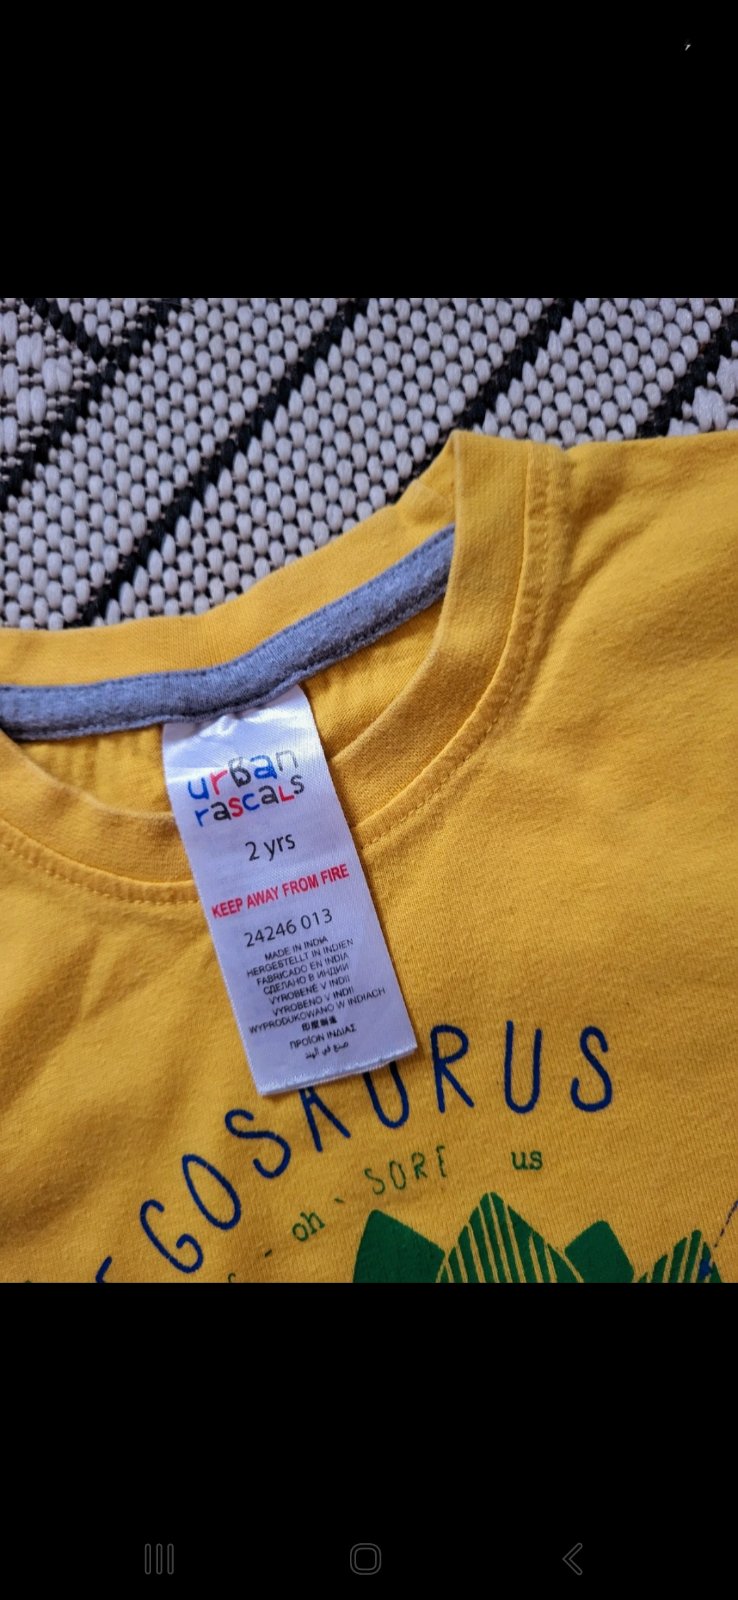 urBan
rascaLs
2 yrs
KEEP AWAY FROM FIRE
24246 013
MADE IN INDIA
HERGESTELLT IN INDIEN
FABRICADO EN INDIA
СДЕЛАНО В ИНДИИ
VYROBENÉ V INDII
VYROBENO V INDII
WYPRODUKOWANO W INDIACH
印度製造
ΠΡΟΪΟΝ ΙΝΔΙΑΣ
صنع في الهند
GOSAURUS
oh - SORE us